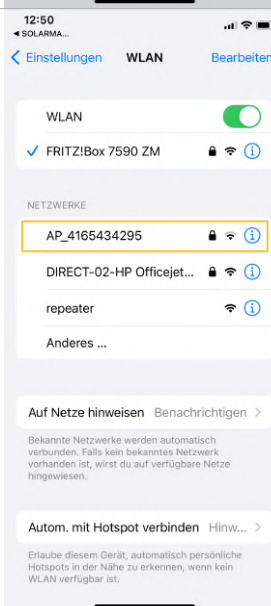 12:50
◀ SOLARMA...
Einstellungen WLAN Bearbeiten
WLAN
FRITZ!Box 7590 ZM
NETZWERKE
AP_4165434295
DIRECT-02-HP Officejet...
repeater
Anderes ...
Auf Netze hinweisen Benachrichtigen
Bekannte Netzwerke werden automatisch
verbunden. Falls kein bekanntes Netzwerk
vorhanden ist, wirst du auf verfügbare Netze
hingewiesen.
Autom. mit Hotspot verbinden Hinw...
Erlaube diesem Gerät, automatisch persönliche
Hotspots in der Nähe zu erkennen, wenn kein
WLAN verfügbar ist.